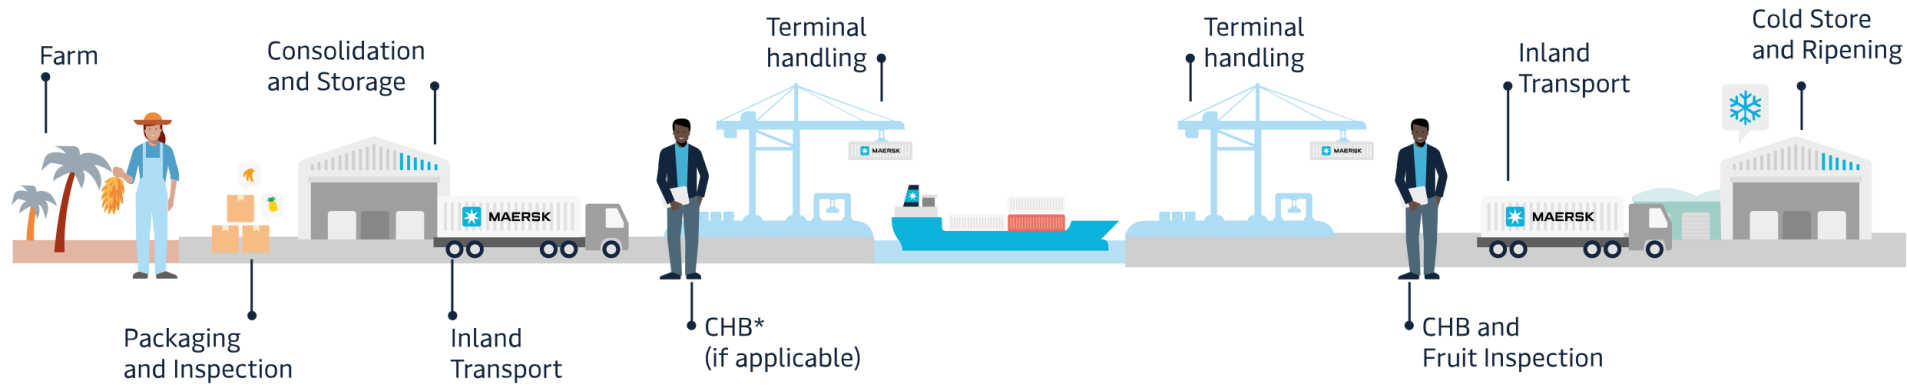 Farm
Packaging
and Inspection
Consolidation
and Storage
MAERSK
Inland
Transport
CHB*
(if applicable)
Terminal
handling
MAERSK
Terminal
handling
MAERSK
CHB and
Fruit Inspection
Inland
Transport
MAERSK
Cold Store
and Ripening